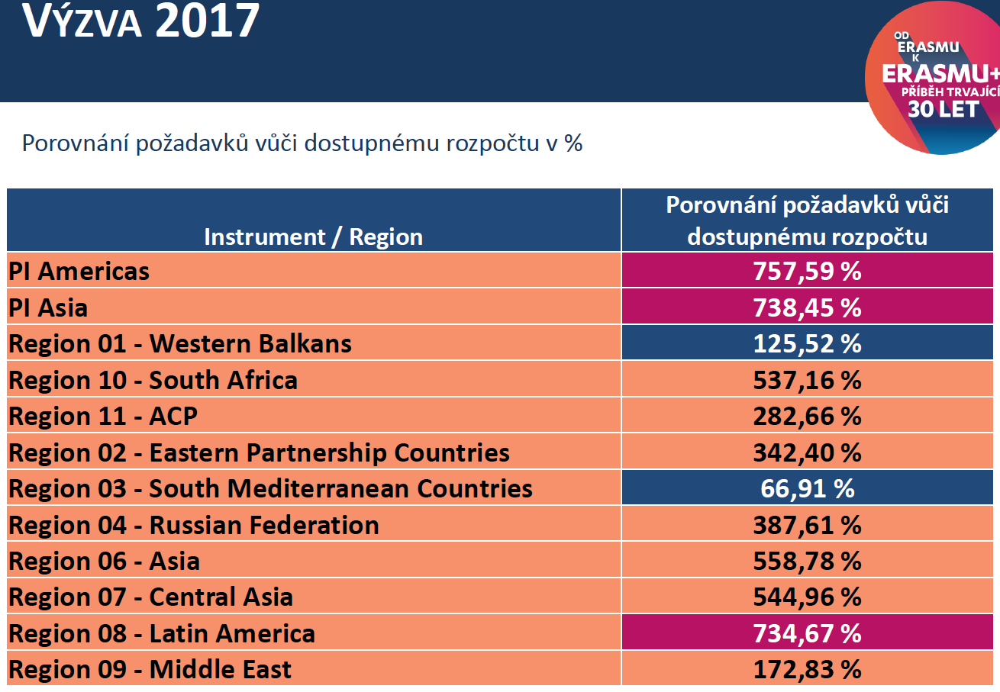 VÝZVA 2017
OD
ERASMU
K
ERASMU+
PŘÍBĚH TRVAJÍCÍ
30 LET
Porovnání požadavků vůči dostupnému rozpočtu v %
Instrument / Region
Porovnání požadavků vůči
dostupnému rozpočtu
PI Americas 757,59 %
PI Asia 738,45 %
Region 01 - Western Balkans 125,52 %
Region 10 - South Africa 537,16 %
Region 11 - ACP 282,66 %
Region 02 - Eastern Partnership Countries 342,40 %
Region 03 - South Mediterranean Countries 66,91 %
Region 04 - Russian Federation 387,61 %
Region 06 - Asia 558,78 %
Region 07 - Central Asia 544,96 %
Region 08 - Latin America 734,67 %
Region 09 - Middle East 172,83 %